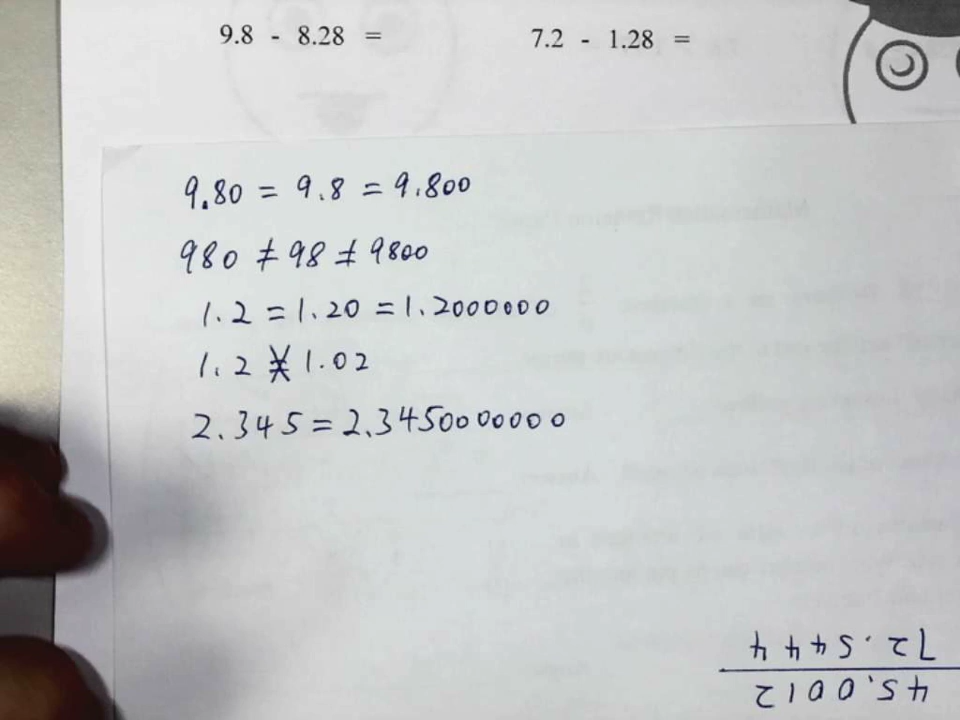 9.8 - 8.28 =    7.2 - 1.28 =
9.80 = 9.8 = 9.800
980 ≠ 98 ≠ 9800
1.2 = 1.20 = 1.2000000
1.2 ≠ 1.02
2.345 = 2.3450000000
45.0012
72.5444